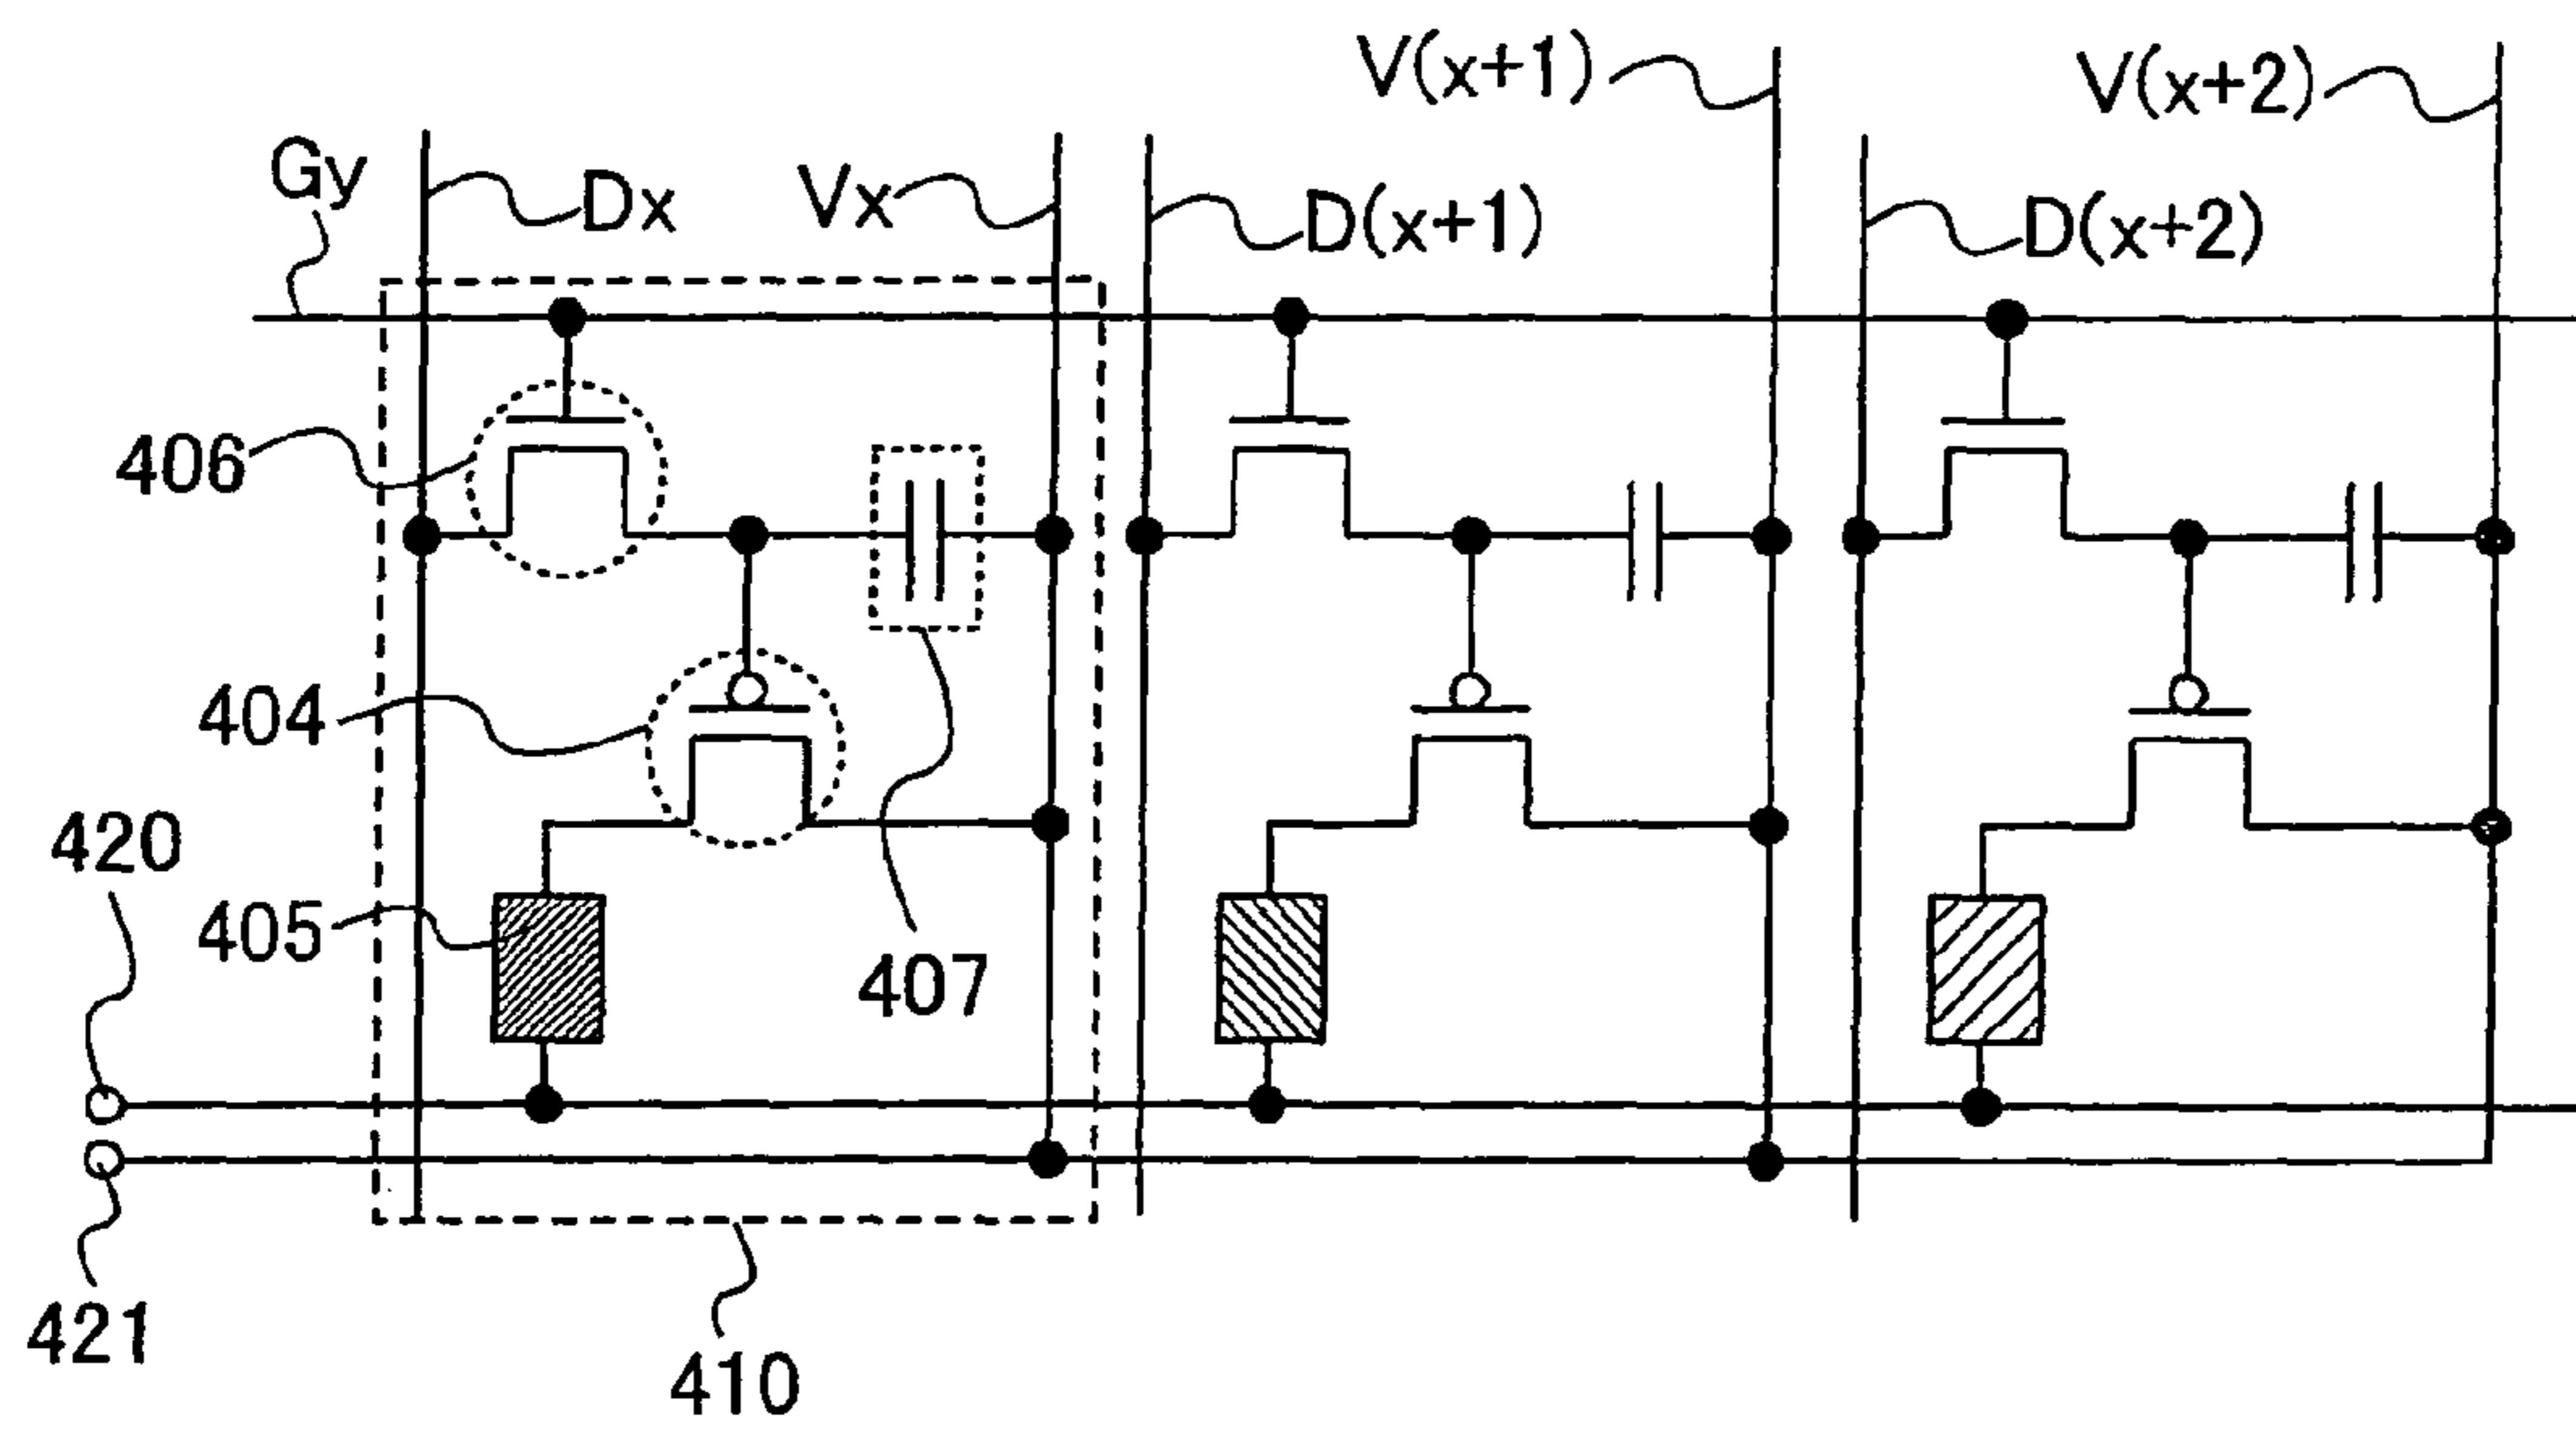 V(x+1)
V(x+2)
Gy
Dx
Vx
D(x+1)
D(x+2)
406
404
420
405
407
421
410